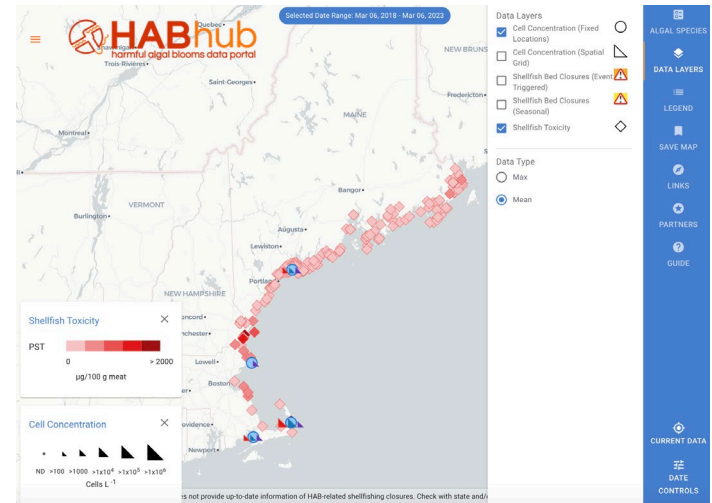 Selected Date Range: Mar 06, 2018 - Mar 06, 2023
HABhub
harmful algal blooms data portal
Quebec
Trois-Rivières
Saint-Georges
NEW BRUNS
Fredericton
MAINE
Montreal
Bangor
VERMONT
Burlington
Augusta
Lewiston
Portland
NEW HAMPSHIRE
oncord
nchester
Lowell
Boston
er
ovidence
Newport
Shellfish Toxicity
PST
0 > 2000
µg/100 g meat
Cell Concentration
ND >100 >1000 >1x10⁴ >1x10⁵ >1x10⁶
Cells L⁻¹
es not provide up-to-date information of HAB-related shellfishing closures. Check with state and/
Data Layers
Cell Concentration (Fixed
Locations)
Cell Concentration (Spatial
Grid)
Shellfish Bed Closures (Event
Triggered)
Shellfish Bed Closures
(Seasonal)
Shellfish Toxicity
Data Type
Max
Mean
ALGAL SPECIES
DATA LAYERS
LEGEND
SAVE MAP
LINKS
PARTNERS
GUIDE
CURRENT DATA
DATE
CONTROLS